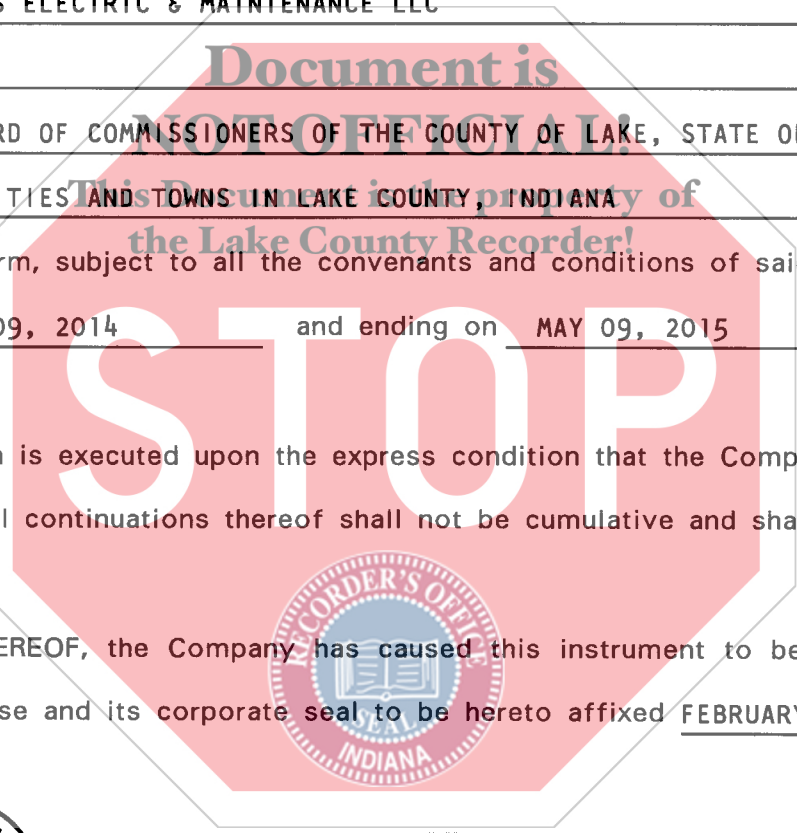 S ELECTRIC & MAINTENANCE LLC
Document is
NOT OFFICIAL!
RD OF COMMISSIONERS OF THE COUNTY OF LAKE, STATE O
TIES AND TOWNS IN LAKE COUNTY, INDIANA
This Document is the property of
the Lake County Recorder!
rm, subject to all the convenants and conditions of sai
09, 2014 and ending on MAY 09, 2015
STOP
is executed upon the express condition that the Comp
l continuations thereof shall not be cumulative and sha
RECORDER'S OFFICE
EREOF, the Company has caused this instrument to be
se and its corporate seal to be hereto affixed FEBRUARY
SEAL
INDIANA